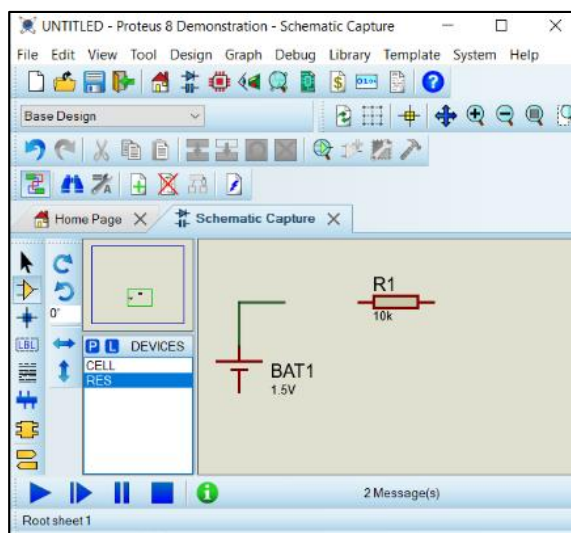 UNTITLED - Proteus 8 Demonstration - Schematic Capture
File Edit View Tool Design Graph Debug Library Template System Help
Base Design
Home Page
Schematic Capture
0°
LBL
P L DEVICES
CELL
RES
R1
10k
BAT1
1.5V
2 Message(s)
Root sheet 1